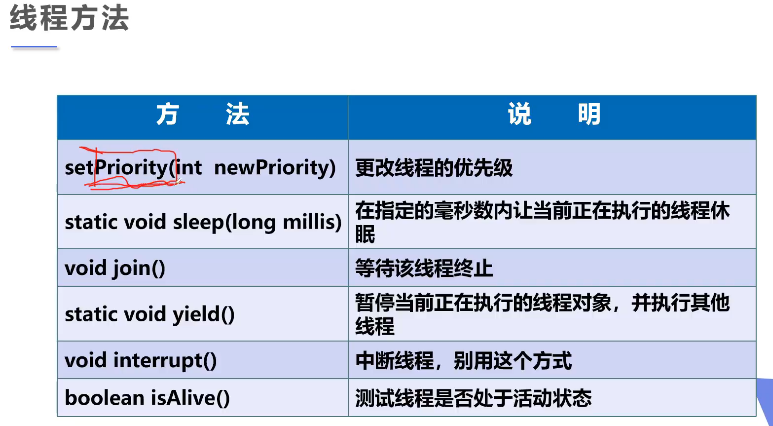 线程方法
方 法
说 明
setPriority(int newPriority)
更改线程的优先级
static void sleep(long millis)
在指定的毫秒数内让当前正在执行的线程休
眠
void join()
等待该线程终止
static void yield()
暂停当前正在执行的线程对象，并执行其他
线程
void interrupt()
中断线程，别用这个方式
boolean isAlive()
测试线程是否处于活动状态